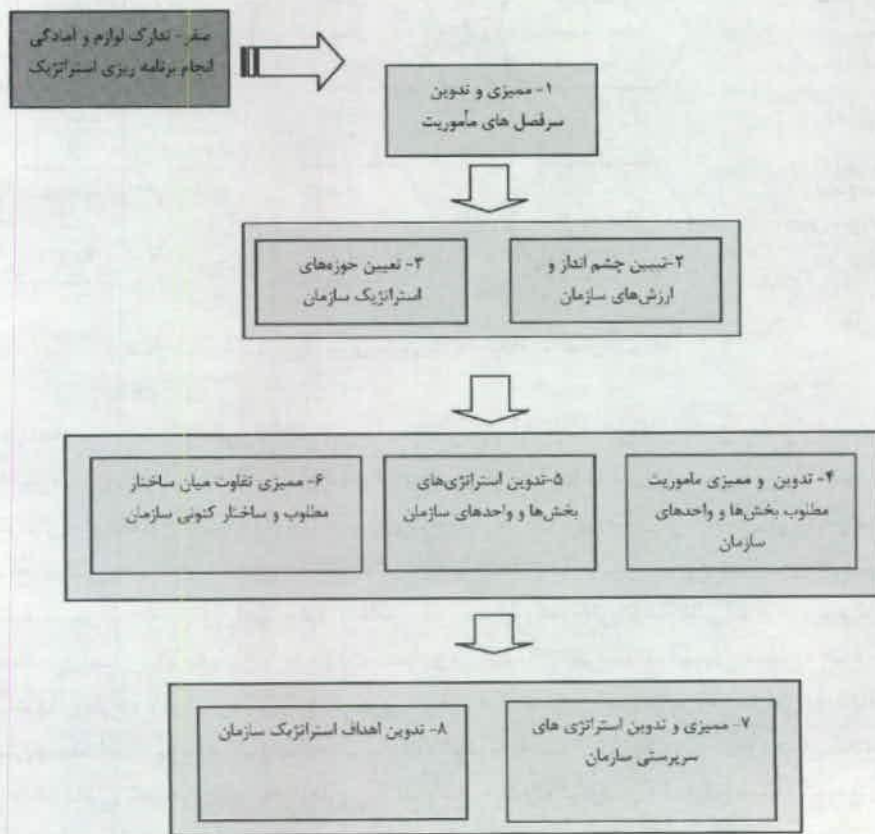 صفر- تدارک لوازم و آمادگی
انجام برنامه ریزی استراتژیک
۱- ممیزی و تدوین
سرفصل های مأموریت
۲-تبیین چشم انداز و
ارزش‌های سازمان
۳- تعیین حوزه‌های
استراتژیک سازمان
۴- تدوین و ممیزی ماموریت
مطلوب بخش‌ها و واحدهای
سازمان
۵-تدوین استراتژی‌های
بخش‌ها و واحدهای سازمان
۶- ممیزی تفاوت میان ساختار
مطلوب و ساختار کنونی سازمان
۷- ممیزی و تدوین استراتژی های
سرپرستی سازمان
۸- تدوین اهداف استراتژیک سازمان